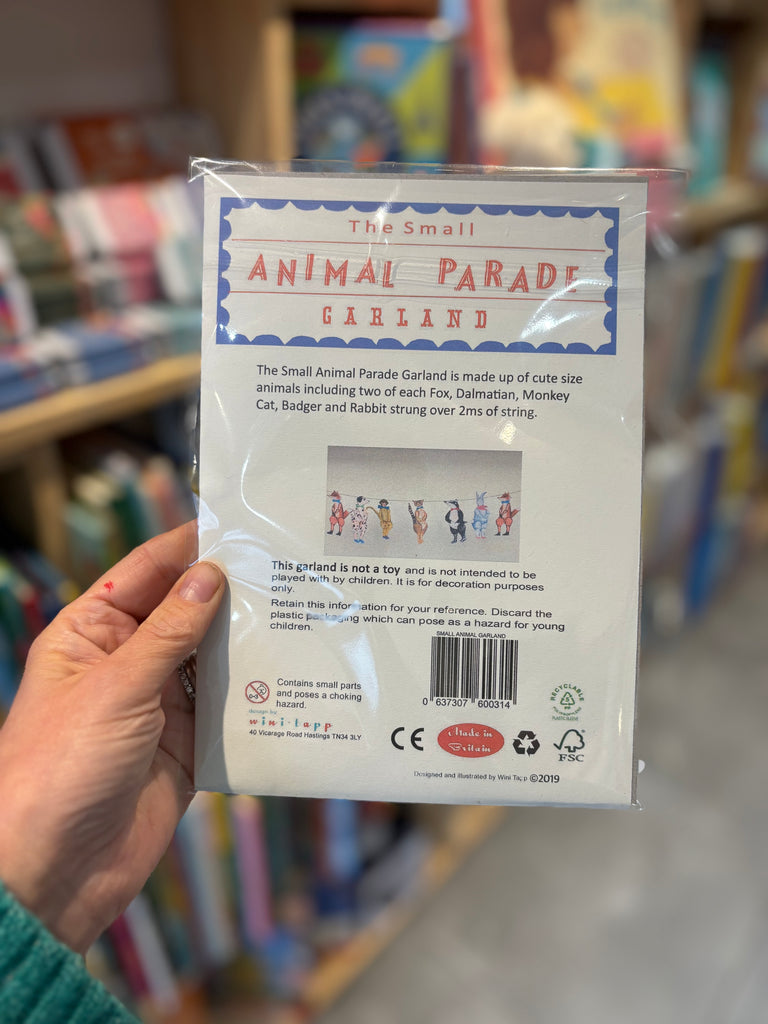 The Small
ANIMAL PARADE
GARLAND
The Small Animal Parade Garland is made up of cute size
animals including two of each Fox, Dalmatian, Monkey
Cat, Badger and Rabbit strung over 2ms of string.
This garland is not a toy and is not intended to be
played with by children. It is for decoration purposes
only.
Retain this information for your reference. Discard the
plastic packaging which can pose as a hazard for young
children.
SMALL ANIMAL GARLAND
0 637307 600314
Contains small parts
and poses a choking
hazard.
design by
wini-tapp
40 Vicarage Road Hastings TN34 3LY
CE
Made in
Britain
RECYCLABLE
PLASTIC SLEEVE
FSC
Designed and illustrated by Wini Tapp ©2019